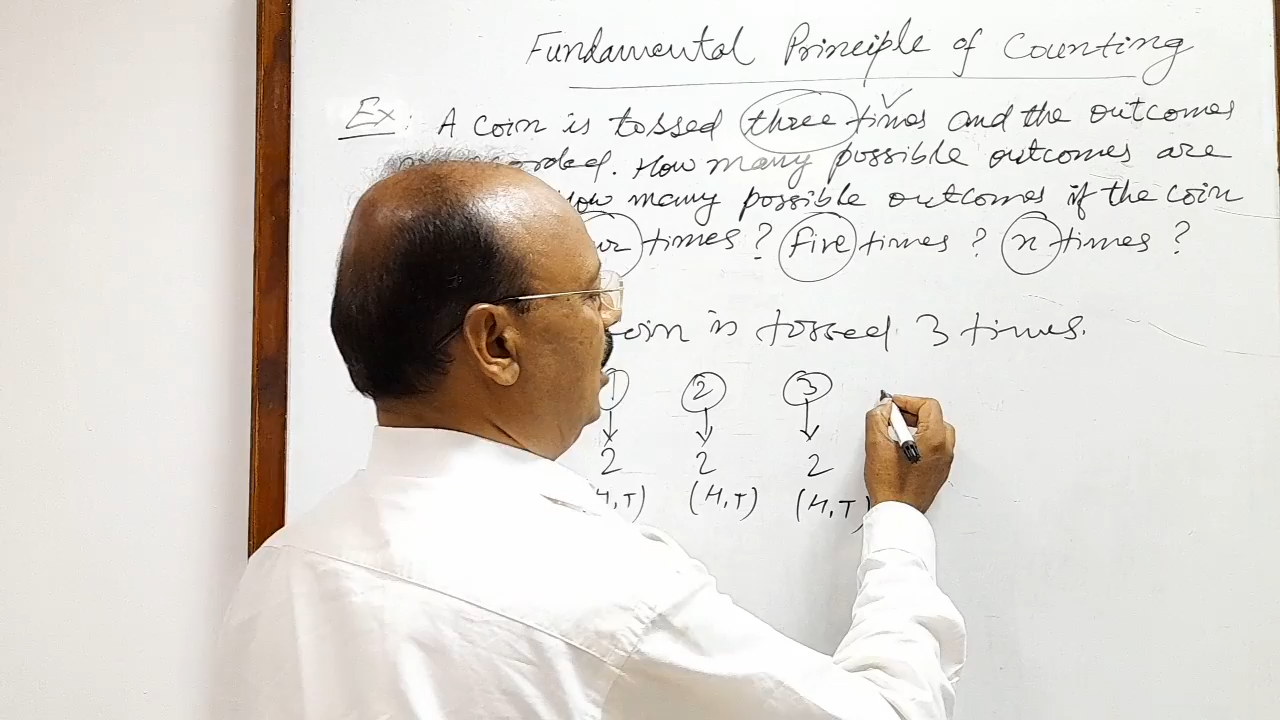 Fundamental Principle of Counting
Ex: A coin is tossed three times and the outcomes
How many possible outcomes are
How many possible outcomes if the coin
times? five times? n times?
coin is tossed 3 times.
1 2 3
2 2 2
(H,T) (H,T) (H,T)